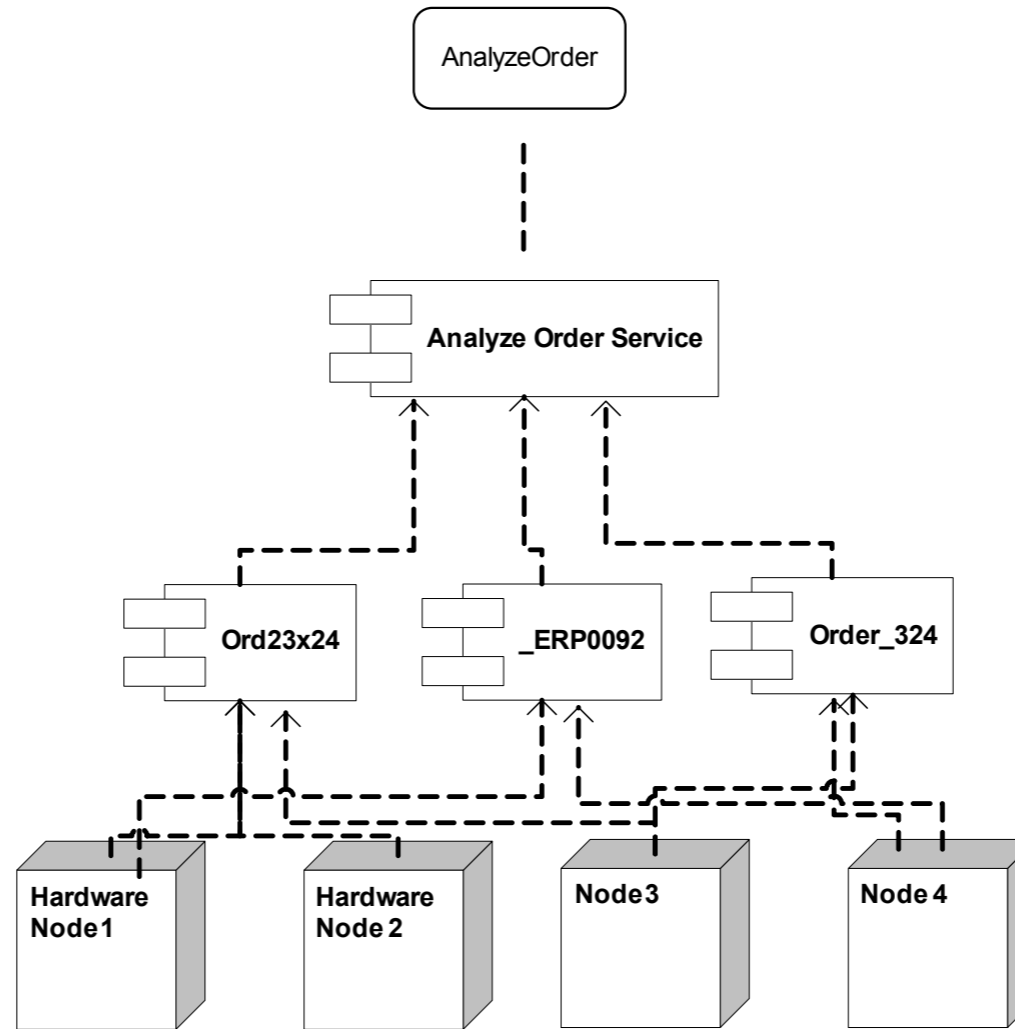 AnalyzeOrder
Analyze Order Service
Ord23x24
_ERP0092
Order_324
Hardware
Node1
Hardware
Node 2
Node3
Node 4